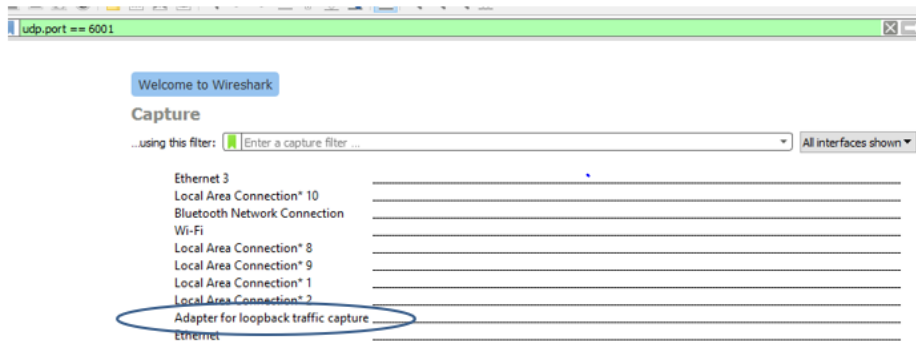 udp.port == 6001
Welcome to Wireshark
Capture
...using this filter: Enter a capture filter ... All interfaces shown
Ethernet 3
Local Area Connection* 10
Bluetooth Network Connection
Wi-Fi
Local Area Connection* 8
Local Area Connection* 9
Local Area Connection* 1
Local Area Connection* 2
Adapter for loopback traffic capture
Ethernet